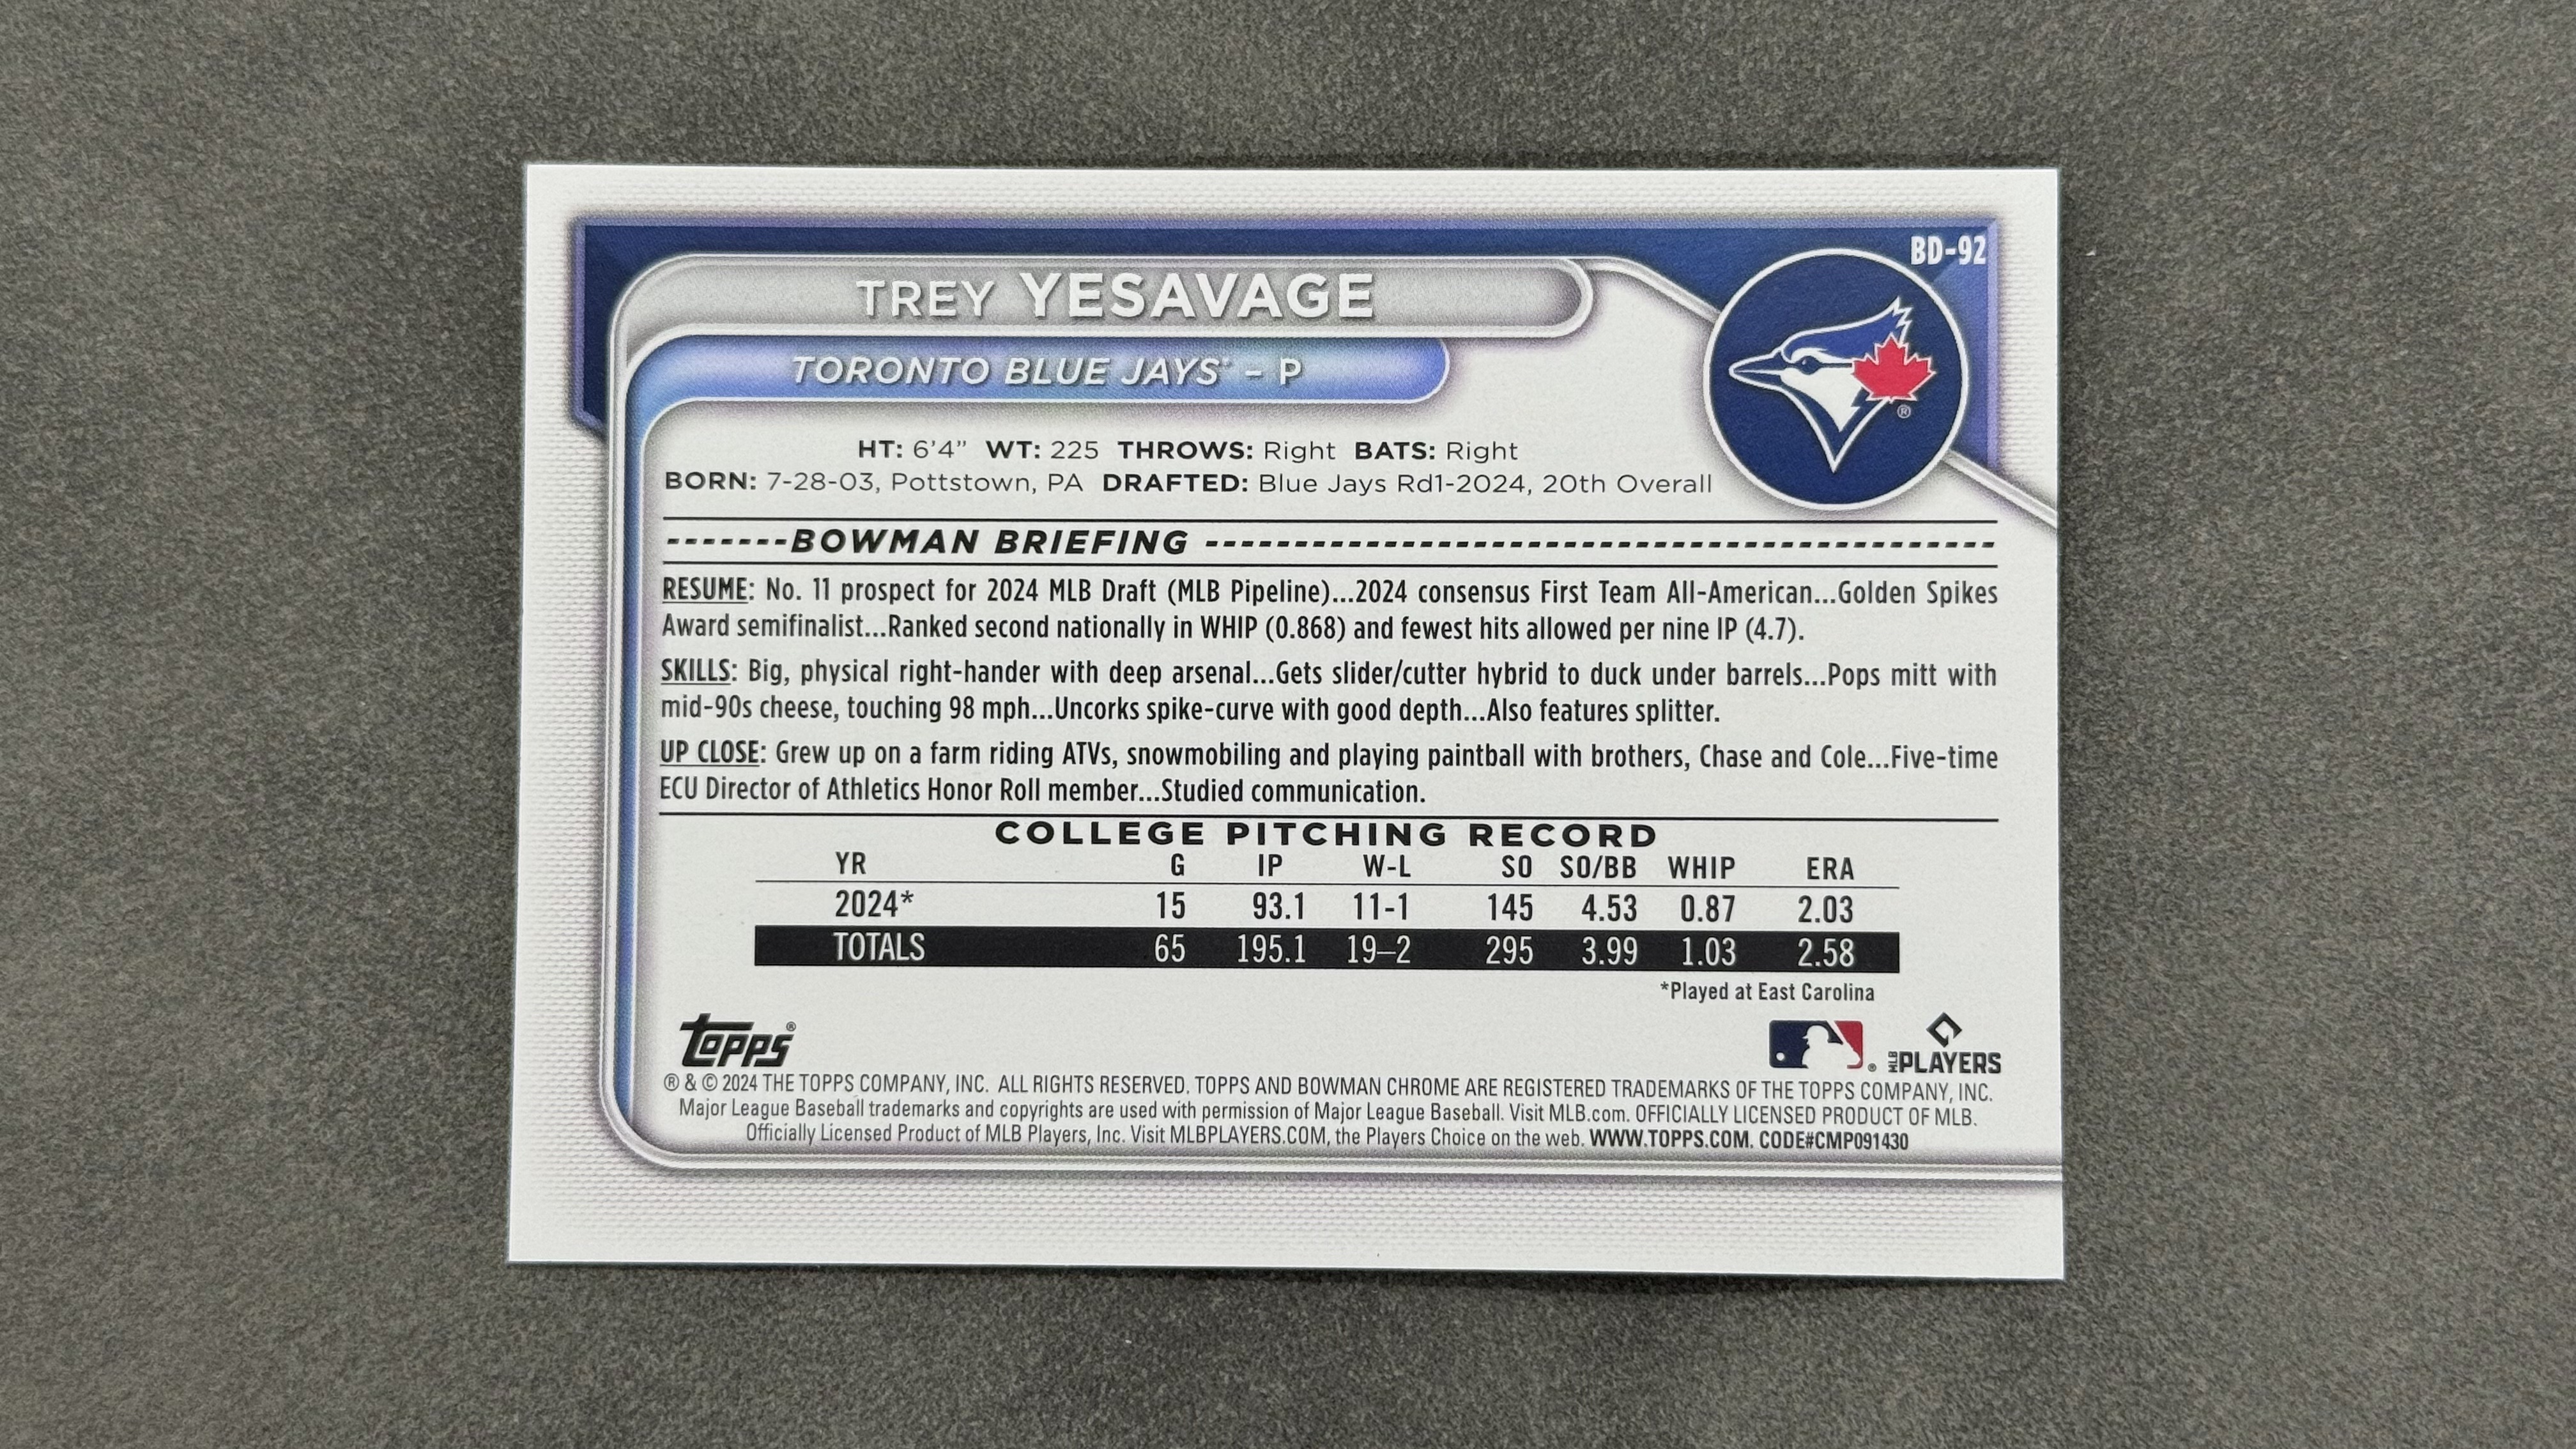 BD-92
TREY YESAVAGE
TORONTO BLUE JAYS - P
®
HT: 6'4" WT: 225 THROWS: Right BATS: Right
BORN: 7-28-03, Pottstown, PA DRAFTED: Blue Jays Rd1-2024, 20th Overall
-------BOWMAN BRIEFING ------------------------------------------------------
RESUME: No. 11 prospect for 2024 MLB Draft (MLB Pipeline)...2024 consensus First Team All-American...Golden Spikes
Award semifinalist...Ranked second nationally in WHIP (0.868) and fewest hits allowed per nine IP (4.7).
SKILLS: Big, physical right-hander with deep arsenal...Gets slider/cutter hybrid to duck under barrels...Pops mitt with
mid-90s cheese, touching 98 mph...Uncorks spike-curve with good depth...Also features splitter.
UP CLOSE: Grew up on a farm riding ATVs, snowmobiling and playing paintball with brothers, Chase and Cole...Five-time
ECU Director of Athletics Honor Roll member...Studied communication.
COLLEGE PITCHING RECORD
YR G IP W-L SO SO/BB WHIP ERA
2024* 15 93.1 11-1 145 4.53 0.87 2.03
TOTALS 65 195.1 19–2 295 3.99 1.03 2.58
*Played at East Carolina
Topps® ® MLB PLAYERS
® & © 2024 THE TOPPS COMPANY, INC. ALL RIGHTS RESERVED. TOPPS AND BOWMAN CHROME ARE REGISTERED TRADEMARKS OF THE TOPPS COMPANY, INC.
Major League Baseball trademarks and copyrights are used with permission of Major League Baseball. Visit MLB.com. OFFICIALLY LICENSED PRODUCT OF MLB.
Officially Licensed Product of MLB Players, Inc. Visit MLBPLAYERS.COM, the Players Choice on the web. WWW.TOPPS.COM. CODE#CMP091430